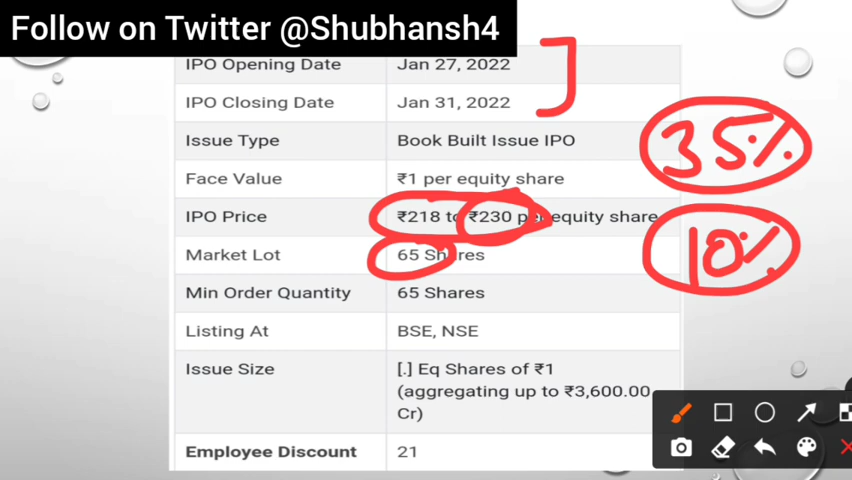 Follow on Twitter @Shubhansh4
IPO Opening Date Jan 27, 2022
IPO Closing Date Jan 31, 2022
Issue Type Book Built Issue IPO
35%
Face Value ₹1 per equity share
IPO Price ₹218 to ₹230 per equity share
10%
Market Lot 65 Shares
Min Order Quantity 65 Shares
Listing At BSE, NSE
Issue Size [.] Eq Shares of ₹1
(aggregating up to ₹3,600.00
Cr)
Employee Discount 21